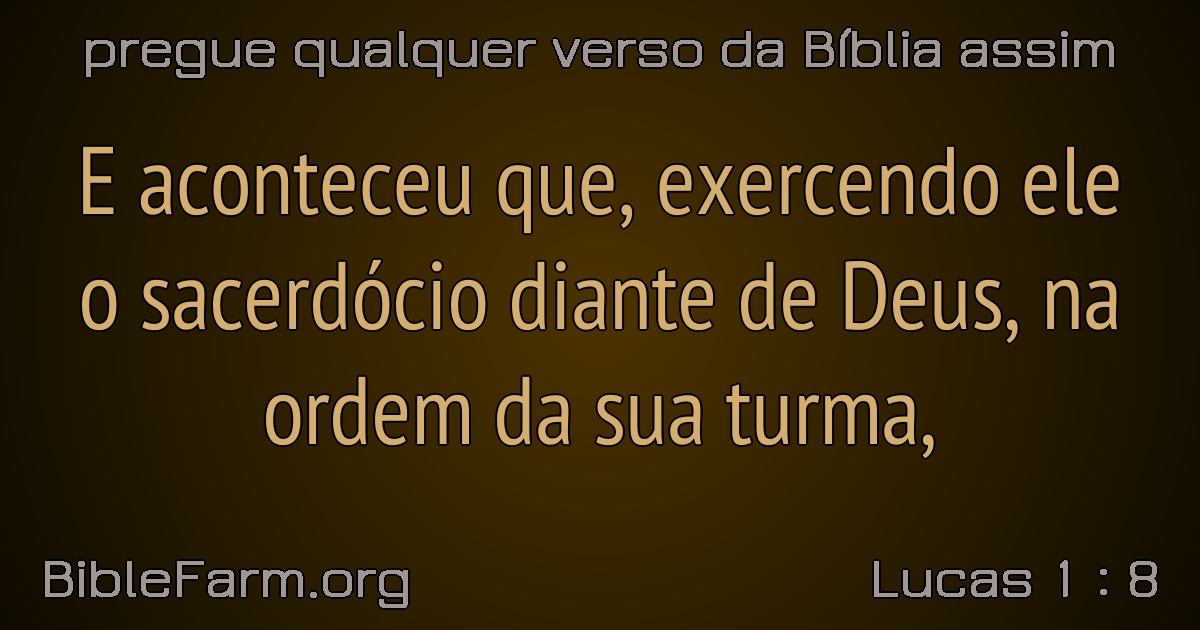 pregue qualquer verso da Bíblia assim
E aconteceu que, exercendo ele
o sacerdócio diante de Deus, na
ordem da sua turma,
BibleFarm.org
Lucas 1 : 8